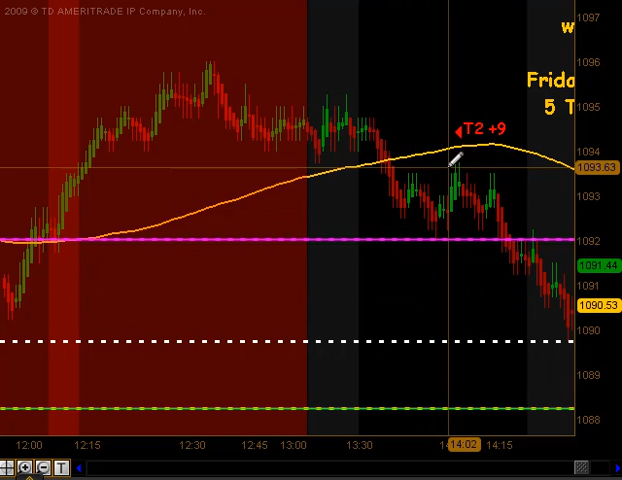 2009 © TD AMERITRADE IP Company, Inc.
1097
w
1096
Frida
1095
5 T
T2 +9
1094
1093.63
1093
1092
1091.44
1091
1090.53
1090
1089
1088
12:00 12:15 12:30 12:45 13:00 13:30 14:02 14:15
T